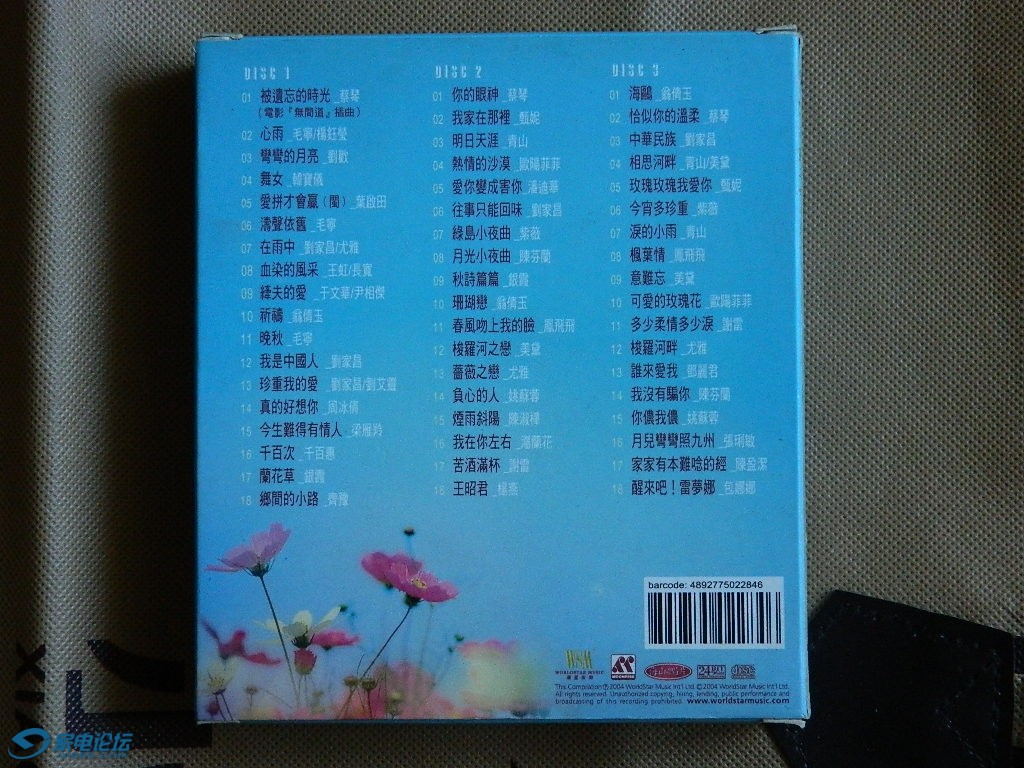 DISC 1
01 被遺忘的時光_蔡琴
(電影『無間道』插曲)
02 心雨_毛寧/楊鈺瑩
03 彎彎的月亮_劉歡
04 舞女_韓寶儀
05 愛拼才會贏(閩)_葉啟田
06 濤聲依舊_毛寧
07 在雨中_劉家昌/尤雅
08 血染的風采_王虹/長寬
09 縴夫的愛_于文華/尹相傑
10 祈禱_翁倩玉
11 晚秋_毛寧
12 我是中國人_劉家昌
13 珍重我的愛_劉家昌/劉文靈
14 真的好想你_周冰倩
15 今生難得有情人_梁雁羚
16 千百次_千百惠
17 蘭花草_銀霞
18 鄉間的小路_齊豫
DISC 2
01 你的眼神_蔡琴
02 我家在那裡_甄妮
03 明日天涯_青山
04 熱情的沙漠_歐陽菲菲
05 愛你變成害你_潘迪華
06 往事只能回味_劉家昌
07 綠島小夜曲_紫薇
08 月光小夜曲_陳芬蘭
09 秋詩篇篇_銀霞
10 珊瑚戀_翁倩玉
11 春風吻上我的臉_鳳飛飛
12 梭羅河之戀_美黛
13 薔薇之戀_尤雅
14 負心的人_姚蘇蓉
15 煙雨斜陽_陳淑樺
16 我在你左右_潘蘭花
17 苦酒滿杯_謝雷
18 王昭君_楊燕
DISC 3
01 海鷗_翁倩玉
02 恰似你的溫柔_蔡琴
03 中華民族_劉家昌
04 相思河畔_青山/美黛
05 玫瑰玫瑰我愛你_甄妮
06 今宵多珍重_紫薇
07 淚的小雨_青山
08 楓葉情_鳳飛飛
09 意難忘_美黛
10 可愛的玫瑰花_歐陽菲菲
11 多少柔情多少淚_謝雷
12 梭羅河畔_尤雅
13 誰來愛我_鄧麗君
14 我沒有騙你_陳芬蘭
15 你儂我儂_姚蘇蓉
16 月兒彎彎照九州_張琍敏
17 家家有本難唸的經_陳盈潔
18 醒來吧!雷夢娜_包娜娜
barcode: 4892775022846
WSM
WORLDSTAR MUSIC
MOONRISE
24
disc
This Compilation ℗ 2004 WorldStar Music Int'l Ltd. © 2004 WorldStar Music Int'l Ltd.
All rights reserved. Unauthorized copying, hiring, lending, public performance and
broadcasting of this recording prohibited. www.worldstarmusic.com
家电论坛